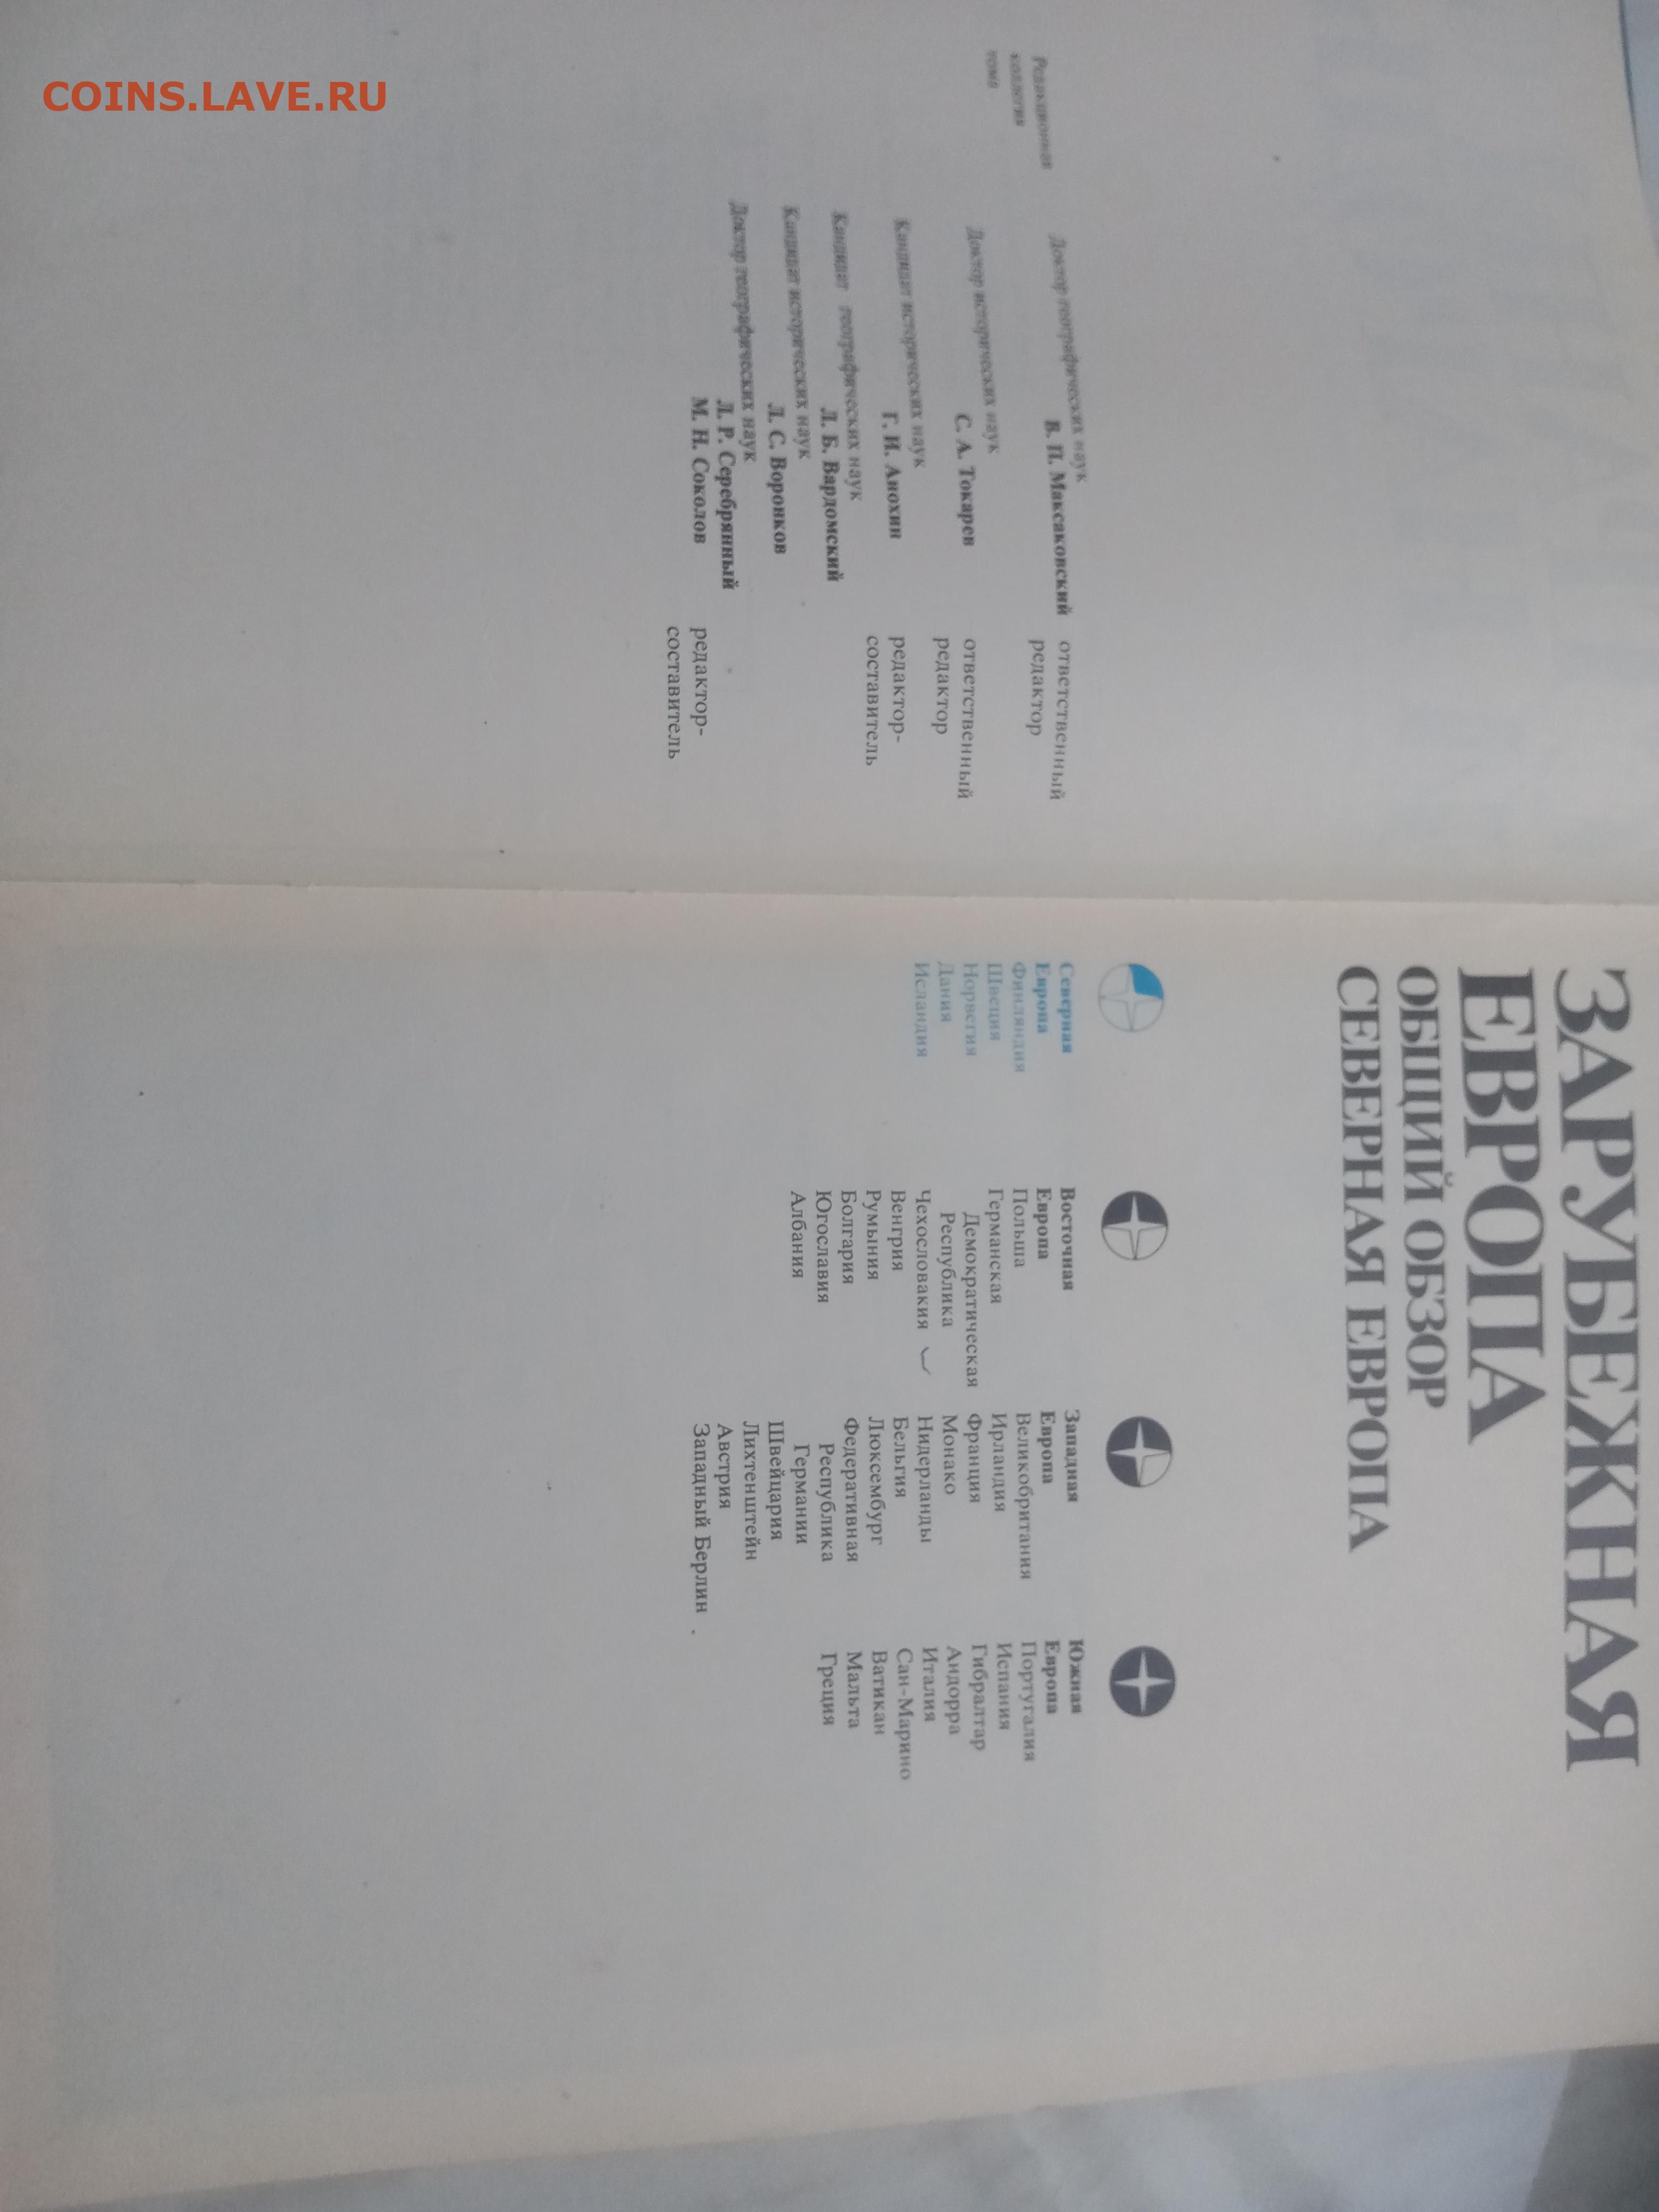 COINS.LAVE.RU
Редакционная
коллегия
тома
Доктор географических наук
В. П. Максаковский
ответственный
редактор
Доктор исторических наук
С. А. Токарев
ответственный
редактор
Кандидат исторических наук
Г. И. Анохин
редактор-
составитель
Кандидат географических наук
Л. Б. Вардомский
Кандидат исторических наук
Л. С. Воронков
Доктор географических наук
Л. Р. Серебрянный
М. Н. Соколов
редактор-
составитель
ЗАРУБЕЖНАЯ
ЕВРОПА
ОБЩИЙ ОБЗОР
СЕВЕРНАЯ ЕВРОПА
Северная
Европа
Финляндия
Швеция
Норвегия
Дания
Исландия
Восточная
Европа
Польша
Германская
Демократическая
Республика
Чехословакия
Венгрия
Румыния
Болгария
Югославия
Албания
Западная
Европа
Великобритания
Ирландия
Франция
Монако
Нидерланды
Бельгия
Люксембург
Федеративная
Республика
Германии
Швейцария
Лихтенштейн
Австрия
Западный Берлин
Южная
Европа
Португалия
Испания
Гибралтар
Андорра
Италия
Сан-Марино
Ватикан
Мальта
Греция